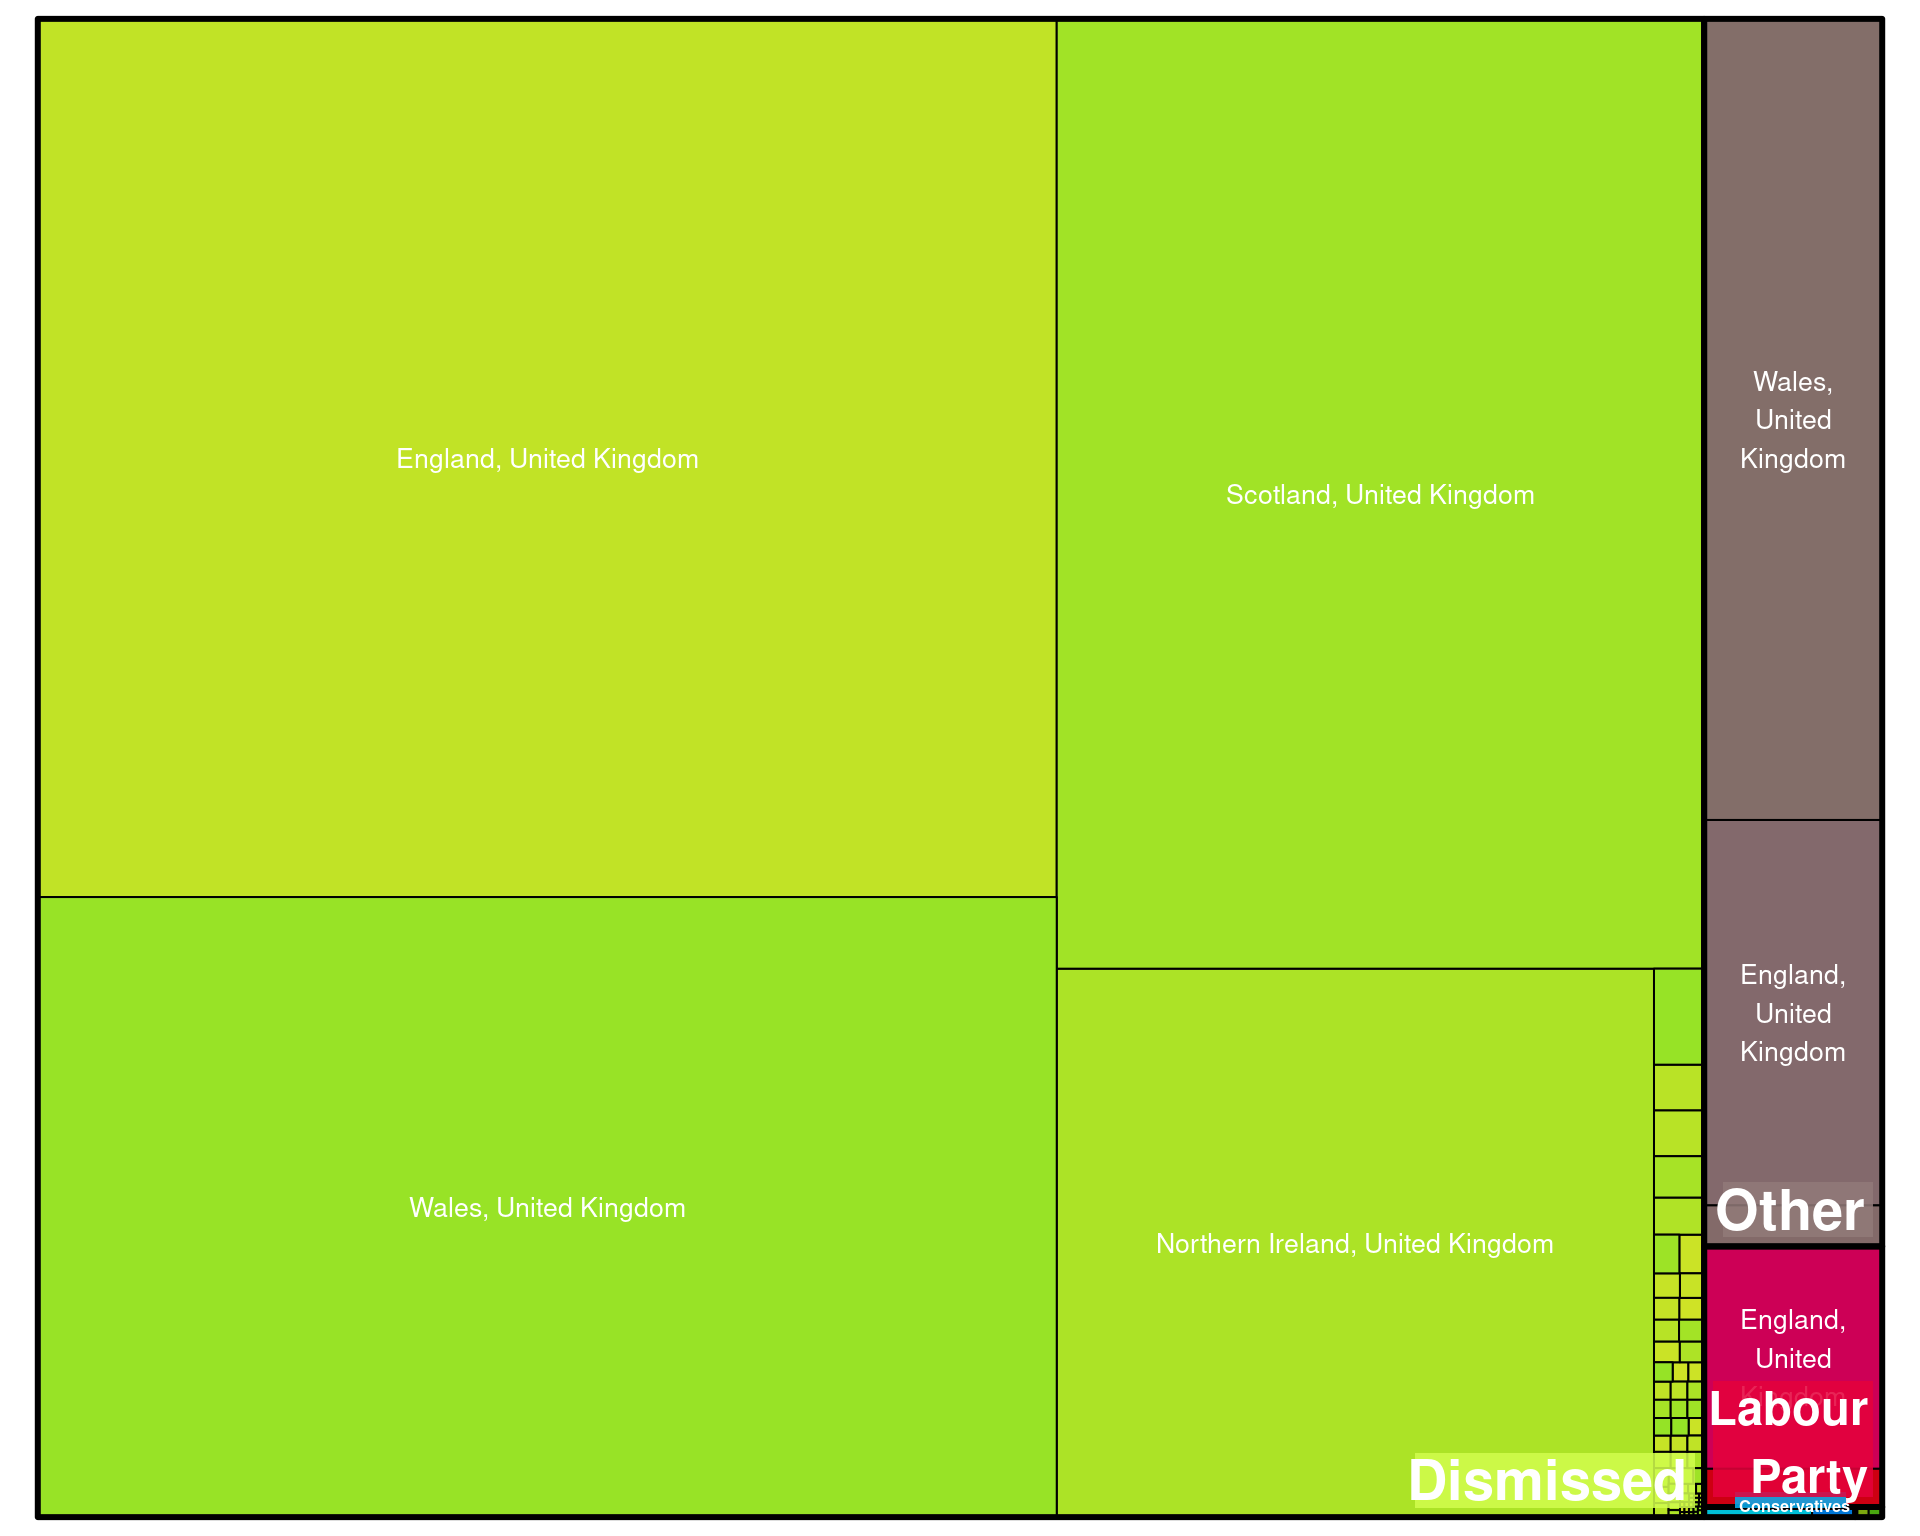 England, United Kingdom
Scotland, United Kingdom
Wales,
United
Kingdom
England,
United
Kingdom
Wales, United Kingdom
Northern Ireland, United Kingdom
Other
England,
United
Kingdom
Labour
Party
Dismissed
Conservatives